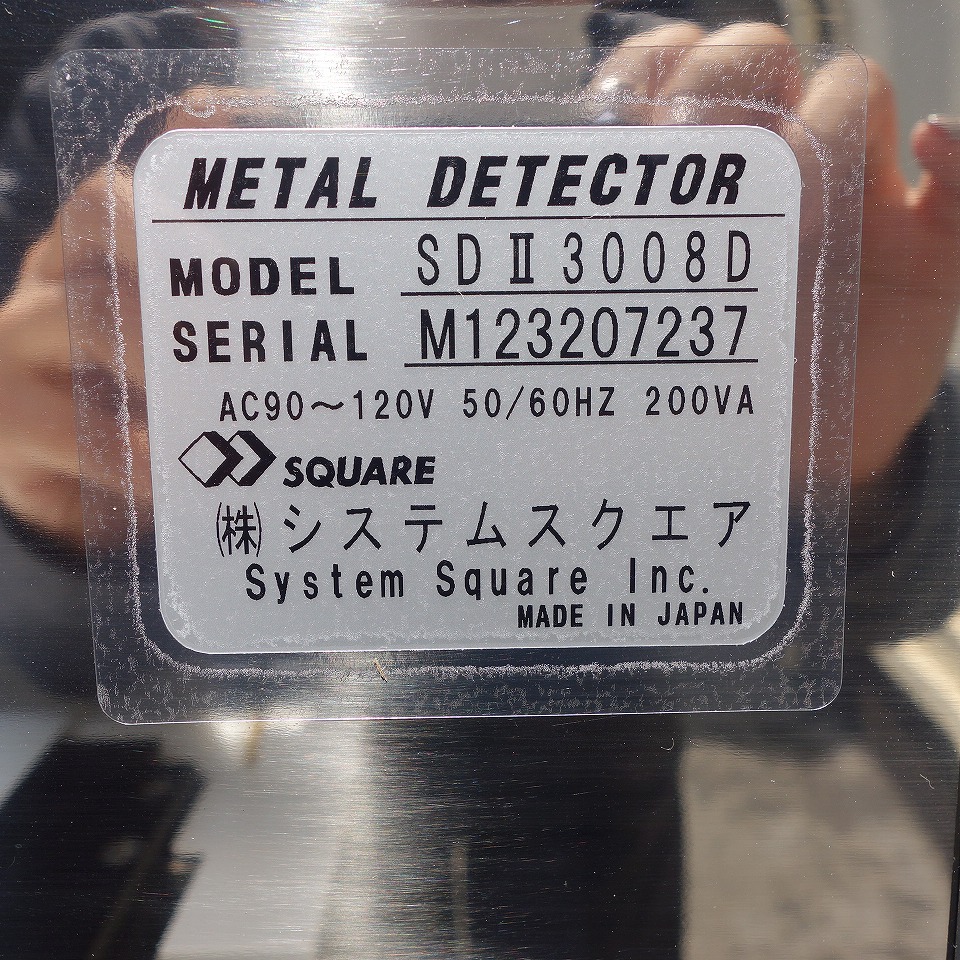 METAL DETECTOR
MODEL SDⅡ3008D
SERIAL M123207237
AC90～120V 50/60HZ 200VA
SQUARE
㈱システムスクエア
System Square Inc.
MADE IN JAPAN